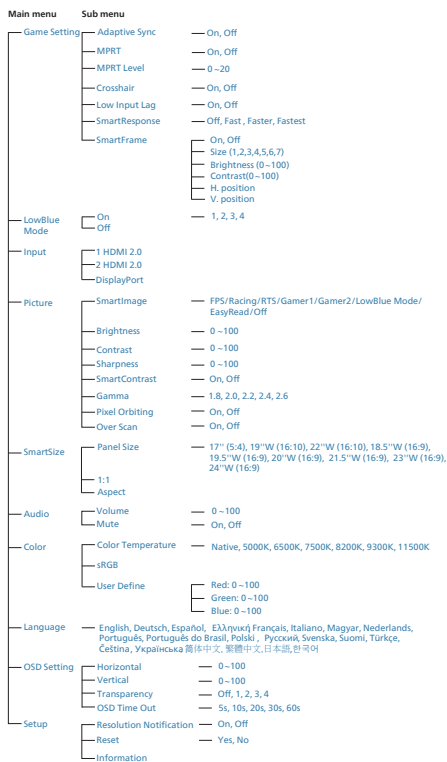 Main menu Sub menu
Game Setting Adaptive Sync On, Off
MPRT On, Off
MPRT Level 0~20
Crosshair On, Off
Low Input Lag On, Off
SmartResponse Off, Fast , Faster, Fastest
SmartFrame On, Off
Size (1,2,3,4,5,6,7)
Brightness (0~100)
Contrast(0~100)
H. position
V. position
LowBlue Mode On 1, 2, 3, 4
Off
Input 1 HDMI 2.0
2 HDMI 2.0
DisplayPort
Picture SmartImage FPS/Racing/RTS/Gamer1/Gamer2/LowBlue Mode/
EasyRead/Off
Brightness 0~100
Contrast 0~100
Sharpness 0~100
SmartContrast On, Off
Gamma 1.8, 2.0, 2.2, 2.4, 2.6
Pixel Orbiting On, Off
Over Scan On, Off
SmartSize Panel Size 17'' (5:4), 19''W (16:10), 22''W (16:10), 18.5''W (16:9),
19.5''W (16:9), 20''W (16:9), 21.5''W (16:9), 23''W (16:9),
24''W (16:9)
1:1
Aspect
Audio Volume 0~100
Mute On, Off
Color Color Temperature Native, 5000K, 6500K, 7500K, 8200K, 9300K, 11500K
sRGB
User Define Red: 0~100
Green: 0~100
Blue: 0~100
Language English, Deutsch, Español, Ελληνική Français, Italiano, Magyar, Nederlands,
Português, Português do Brasil, Polski , Русский, Svenska, Suomi, Türkçe,
Čeština, Українська 简体中文, 繁體中文,日本語,한국어
OSD Setting Horizontal 0~100
Vertical 0~100
Transparency Off, 1, 2, 3, 4
OSD Time Out 5s, 10s, 20s, 30s, 60s
Setup Resolution Notification On, Off
Reset Yes, No
Information